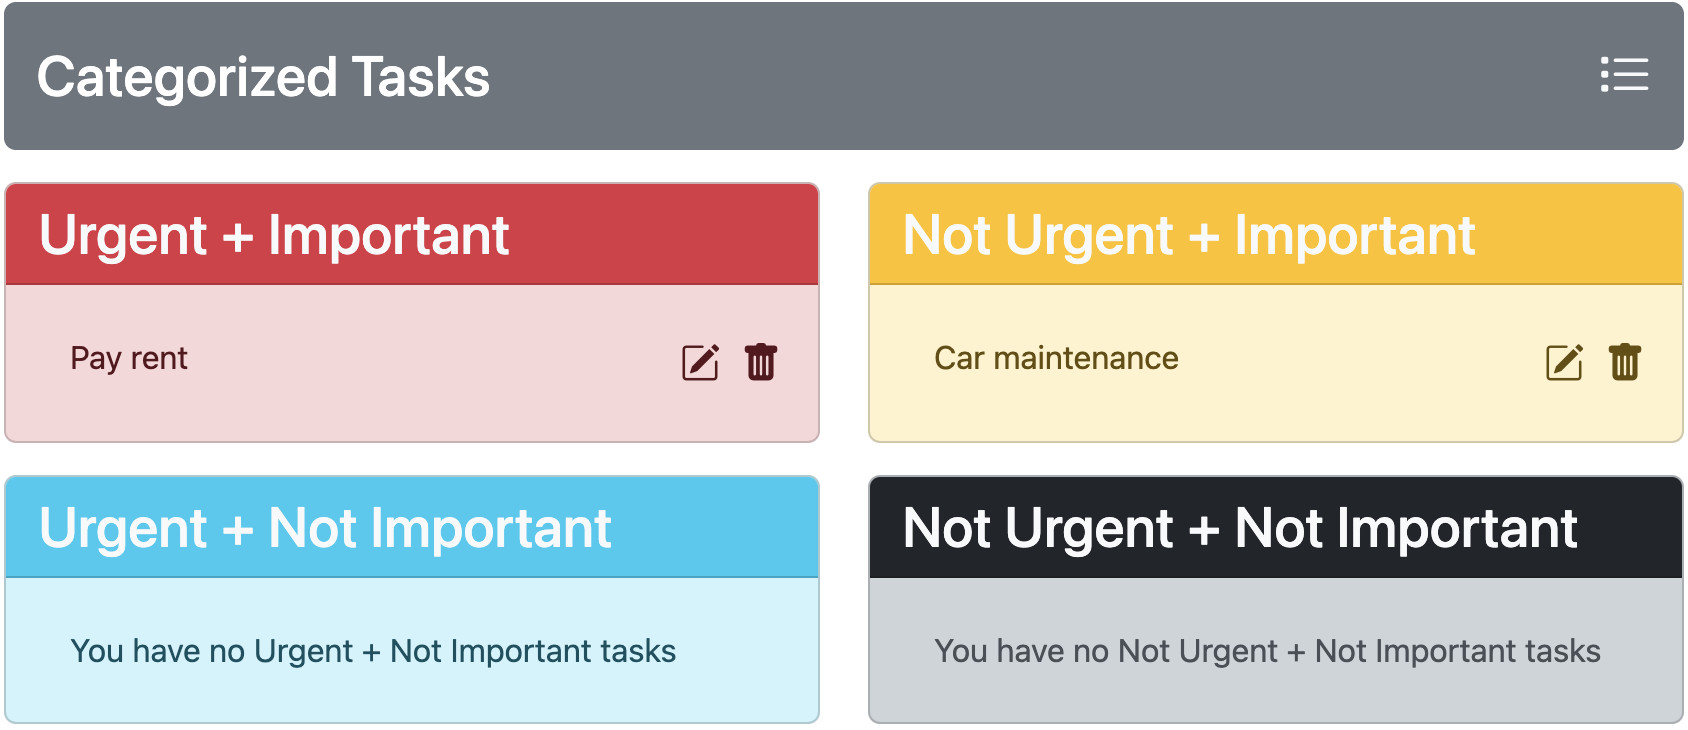 Categorized Tasks
Urgent + Important
Not Urgent + Important
Pay rent
Car maintenance
Urgent + Not Important
Not Urgent + Not Important
You have no Urgent + Not Important tasks
You have no Not Urgent + Not Important tasks